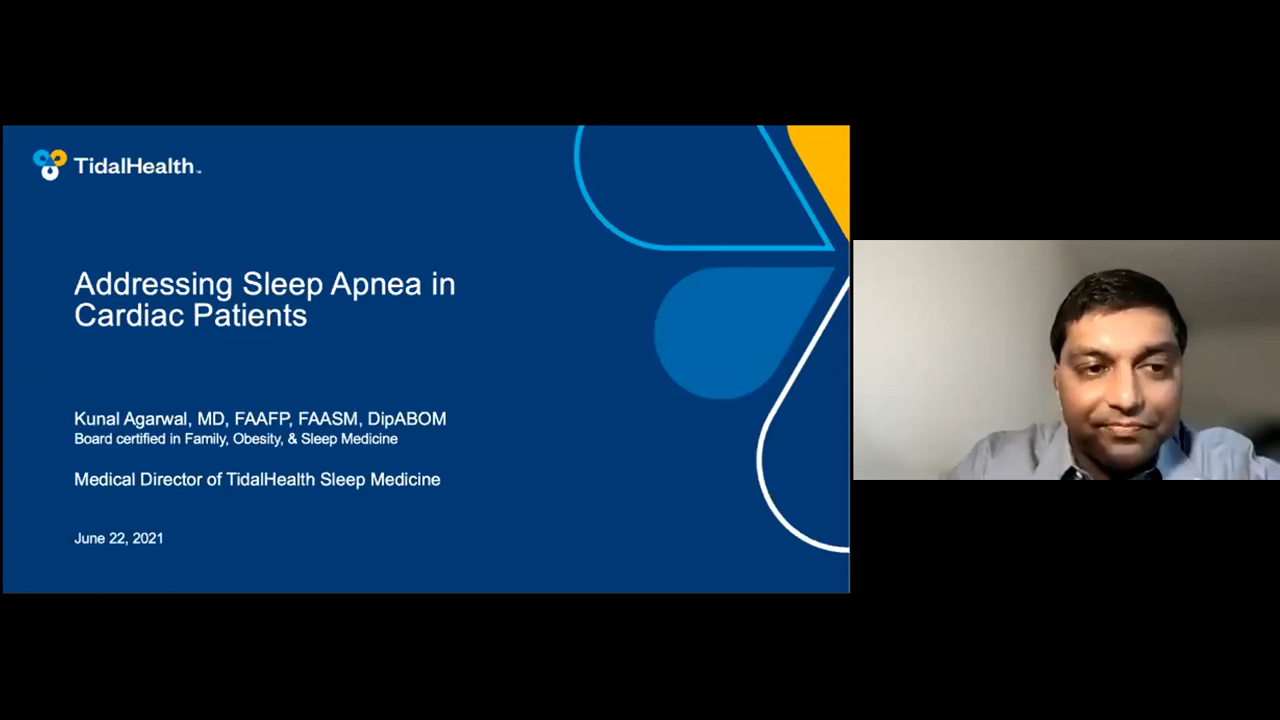 TidalHealth
Addressing Sleep Apnea in
Cardiac Patients
Kunal Agarwal, MD, FAAFP, FAASM, DipABOM
Board certified in Family, Obesity, & Sleep Medicine
Medical Director of TidalHealth Sleep Medicine
June 22, 2021